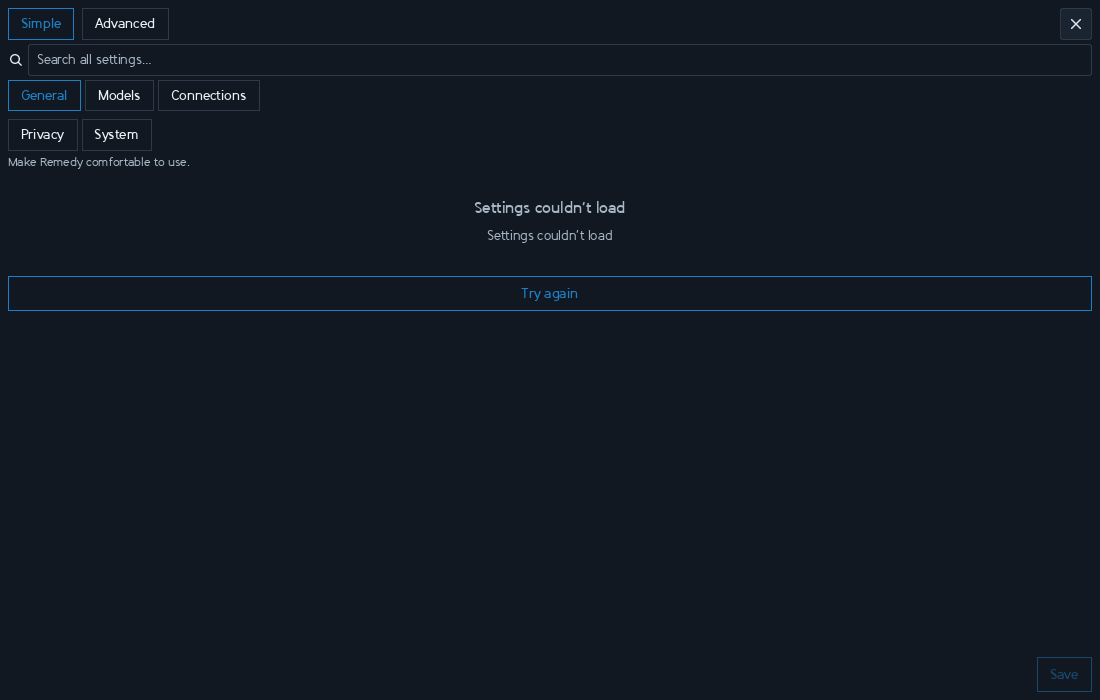 Simple Advanced
Search all settings...
General Models Connections
Privacy System
Make Remedy comfortable to use.
Settings couldn't load
Settings couldn't load
Try again
Save